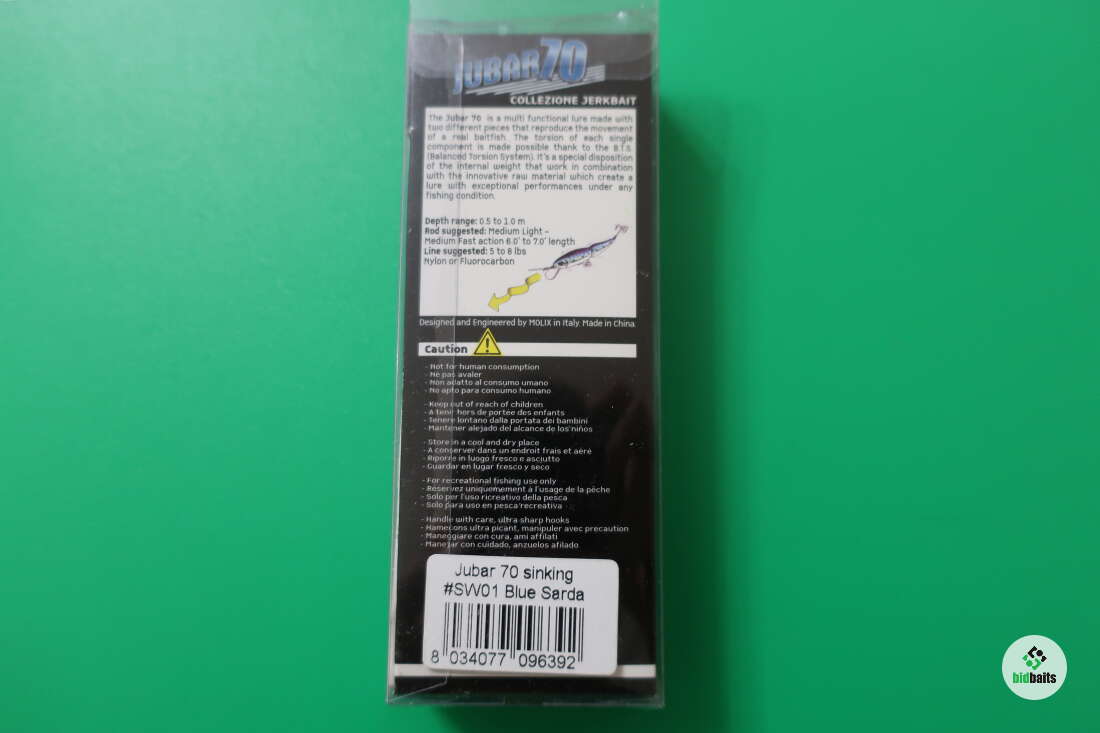 JUBAR 70
COLLEZIONE JERKBAIT
The Jubar 70 is a multi functional lure made with
two different pieces that reproduce the movement
of a real baitfish. The torsion of each single
component is made possible thank to the B.T.S.
(Balanced Torsion System). It's a special disposition
of the internal weight that work in combination
with the innovative raw material which create a
lure with exceptional performances under any
fishing condition.
Depth range: 0.5 to 1.0 m
Rod suggested: Medium Light -
Medium Fast action 6.0' to 7.0' length
Line suggested: 5 to 8 lbs
Nylon or Fluorocarbon
Designed and Engineered by MOLIX in Italy. Made in China.
Caution
- Not for human consumption
- Ne pas avaler
- Non adatto al consumo umano
- No apto para consumo humano
- Keep out of reach of children
- A tenir hors de portée des enfants
- Tenere lontano dalla portata dei bambini
- Mantener alejado del alcance de los niños
- Store in a cool and dry place
- A conserver dans un endroit frais et aéré
- Riporre in luogo fresco e asciutto
- Guardar en lugar fresco y seco
- For recreational fishing use only
- Réservez uniquement à l'usage de la pêche
- Solo per l'uso ricreativo della pesca
- Solo para uso en pesca recreativa
- Handle with care, ultra sharp hooks
- Hameçons ultra picant, manipuler avec precaution
- Maneggiare con cura, ami affilati
- Manejar con cuidado, anzuelos afilado
Jubar 70 sinking
#SW01 Blue Sarda
8 034077 096392
bidbaits